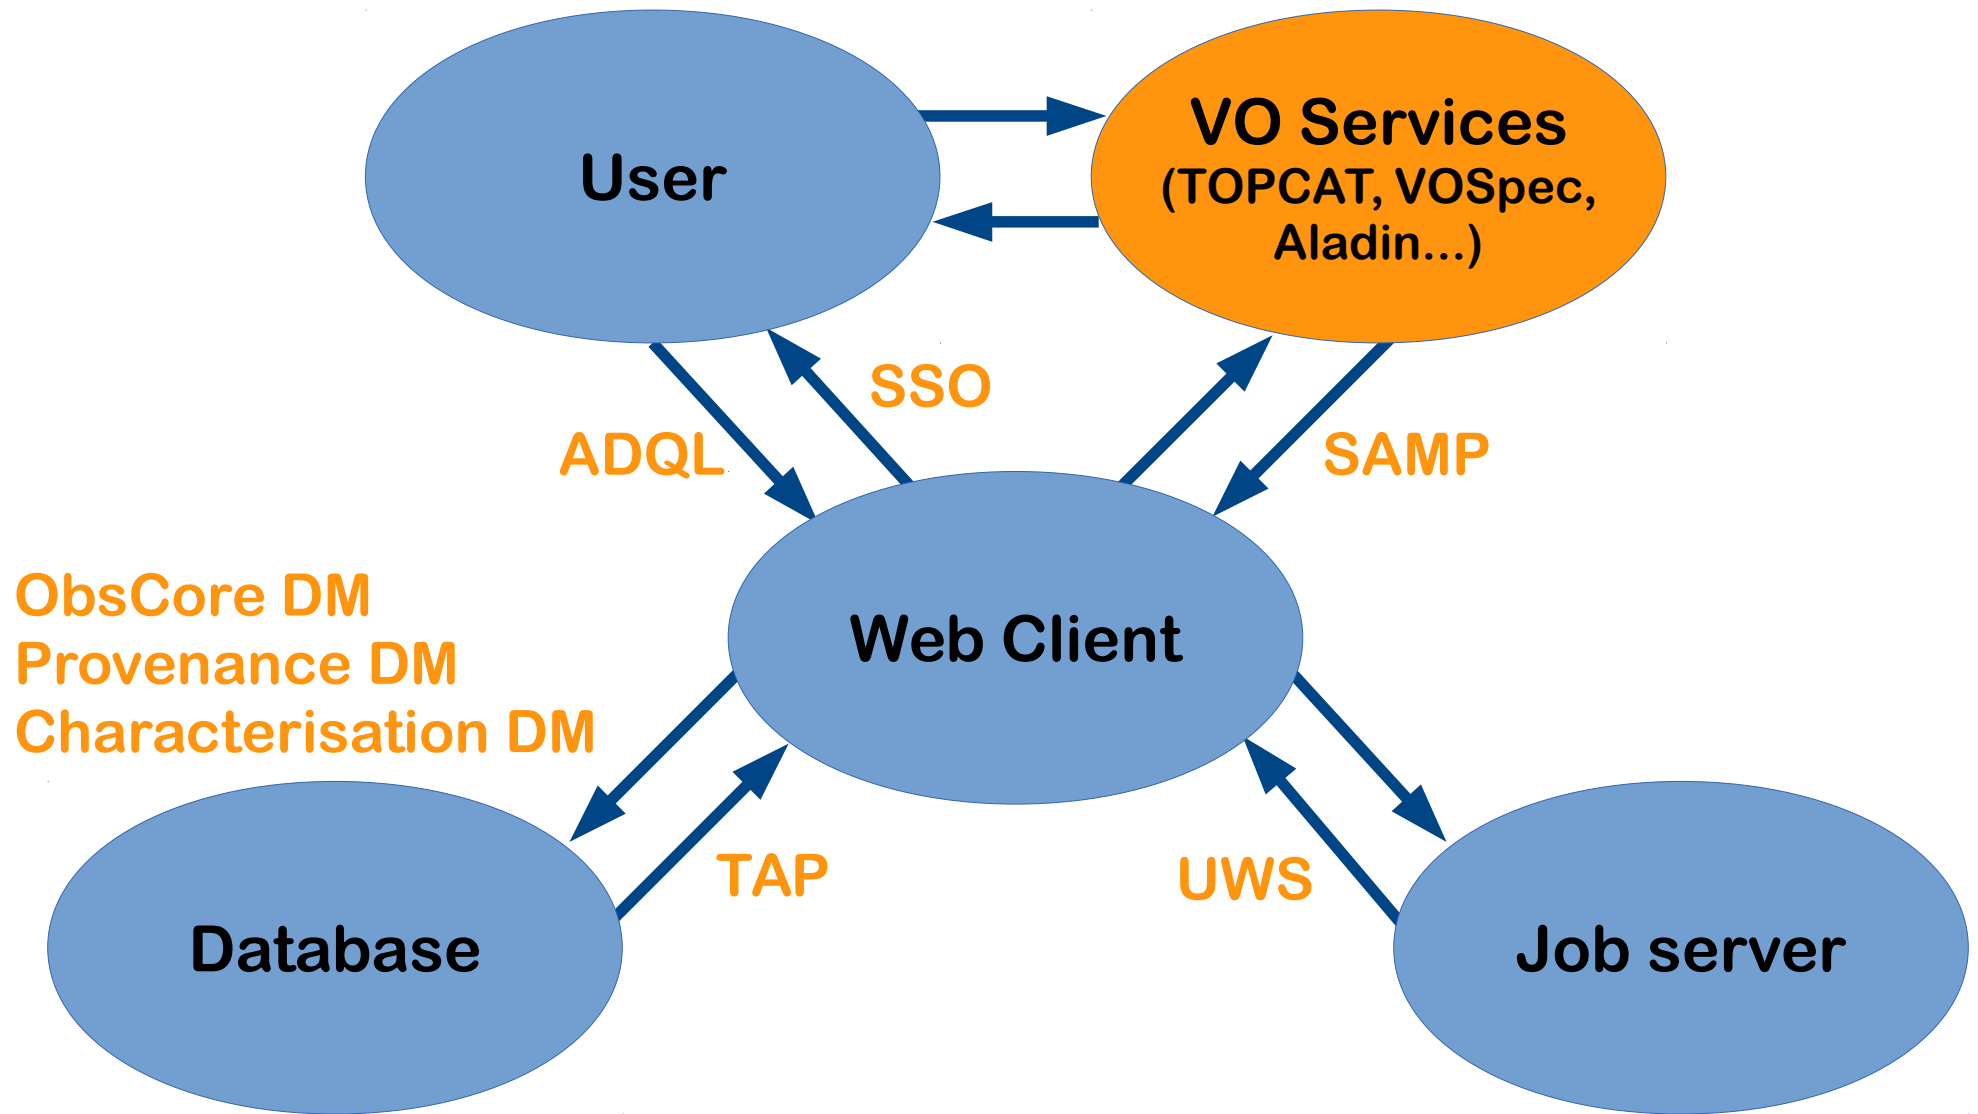 User
VO Services
(TOPCAT, VOSpec,
Aladin...)
SSO
ADQL
SAMP
ObsCore DM
Provenance DM
Characterisation DM
Web Client
TAP
UWS
Database
Job server